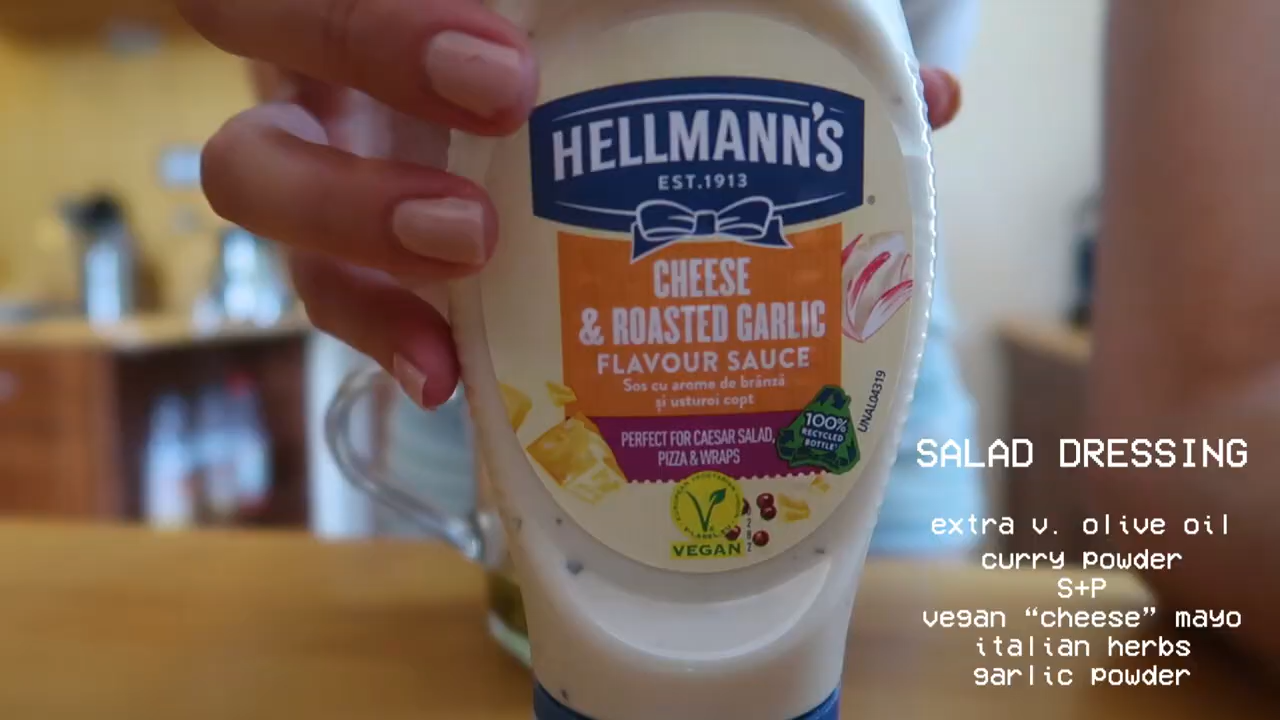 HELLMANN'S
EST.1913
CHEESE
& ROASTED GARLIC
FLAVOUR SAUCE
Sos cu arome de brânză
și usturoi copt
PERFECT FOR CAESAR SALAD,
PIZZA & WRAPS
100%
RECYCLED
BOTTLE*
UNAL04319
VEGAN
SALAD DRESSING
extra v. olive oil
curry powder
S+P
vegan “cheese” mayo
italian herbs
garlic powder